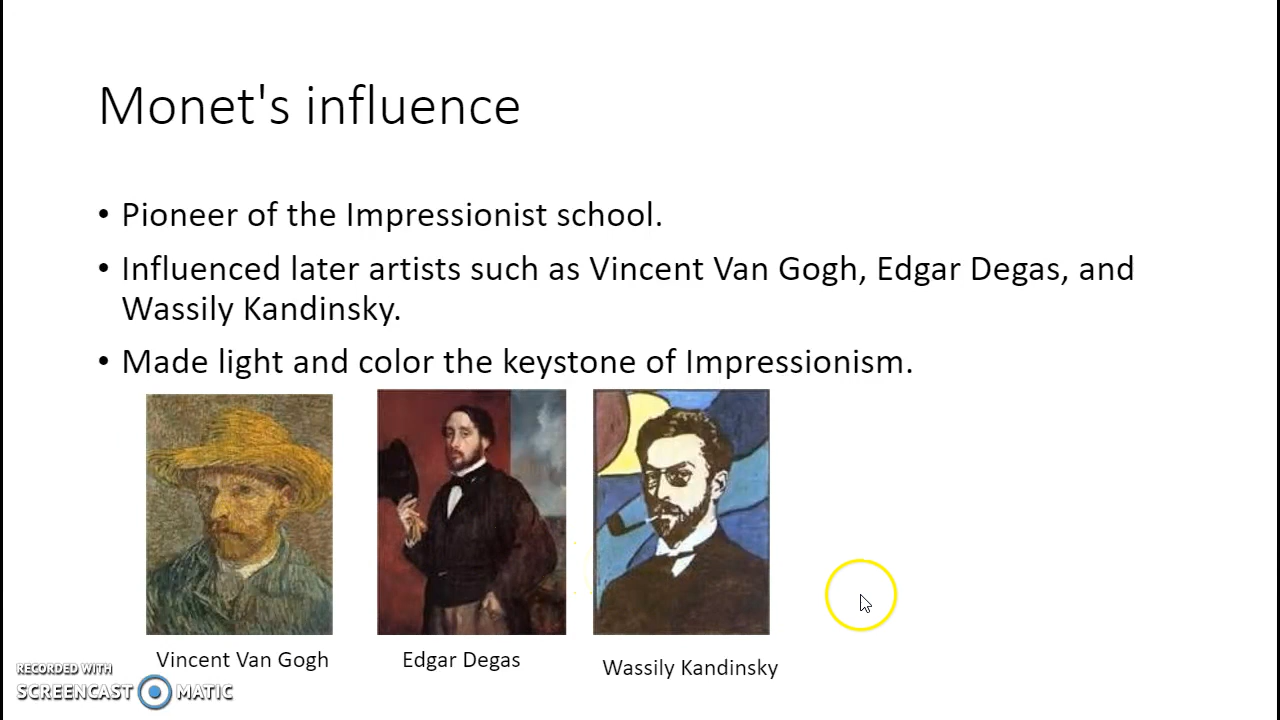 Monet's influence
• Pioneer of the Impressionist school.
• Influenced later artists such as Vincent Van Gogh, Edgar Degas, and
Wassily Kandinsky.
• Made light and color the keystone of Impressionism.
Vincent Van Gogh
Edgar Degas
Wassily Kandinsky
RECORDED WITH
SCREENCAST MATIC